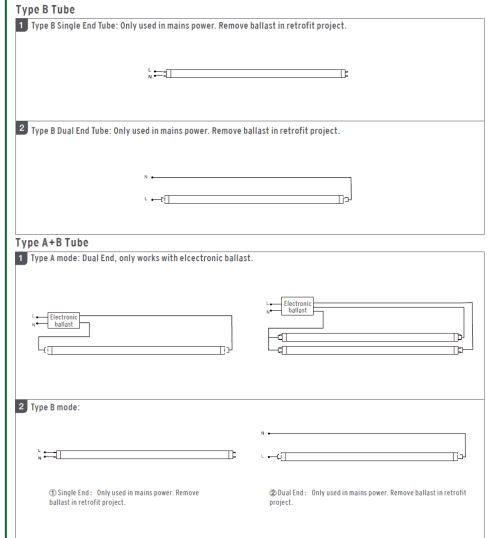 Type B Tube
1 Type B Single End Tube: Only used in mains power. Remove ballast in retrofit project.
L
N
2 Type B Dual End Tube: Only used in mains power. Remove ballast in retrofit project.
N
L
Type A+B Tube
1 Type A mode: Dual End, only works with elcectronic ballast.
L
N
Electronic
ballast
L
N
Electronic
ballast
2 Type B mode:
L
N
N
L
① Single End : Only used in mains power. Remove
ballast in retrofit project.
② Dual End : Only used in mains power. Remove ballast in retrofit
project.